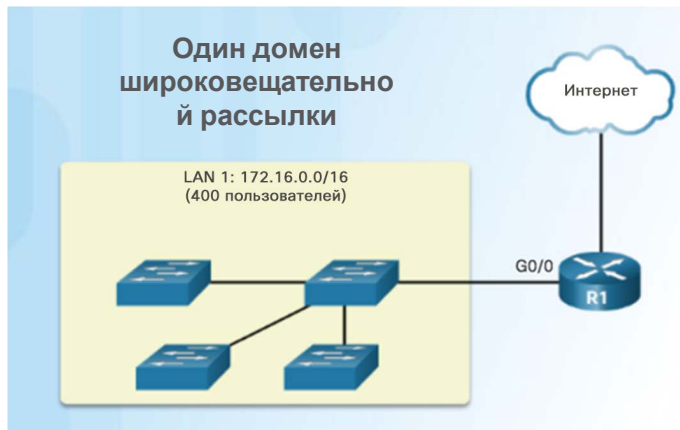 Один домен
широковещательно
й рассылки
Интернет
LAN 1: 172.16.0.0/16
(400 пользователей)
G0/0
R1